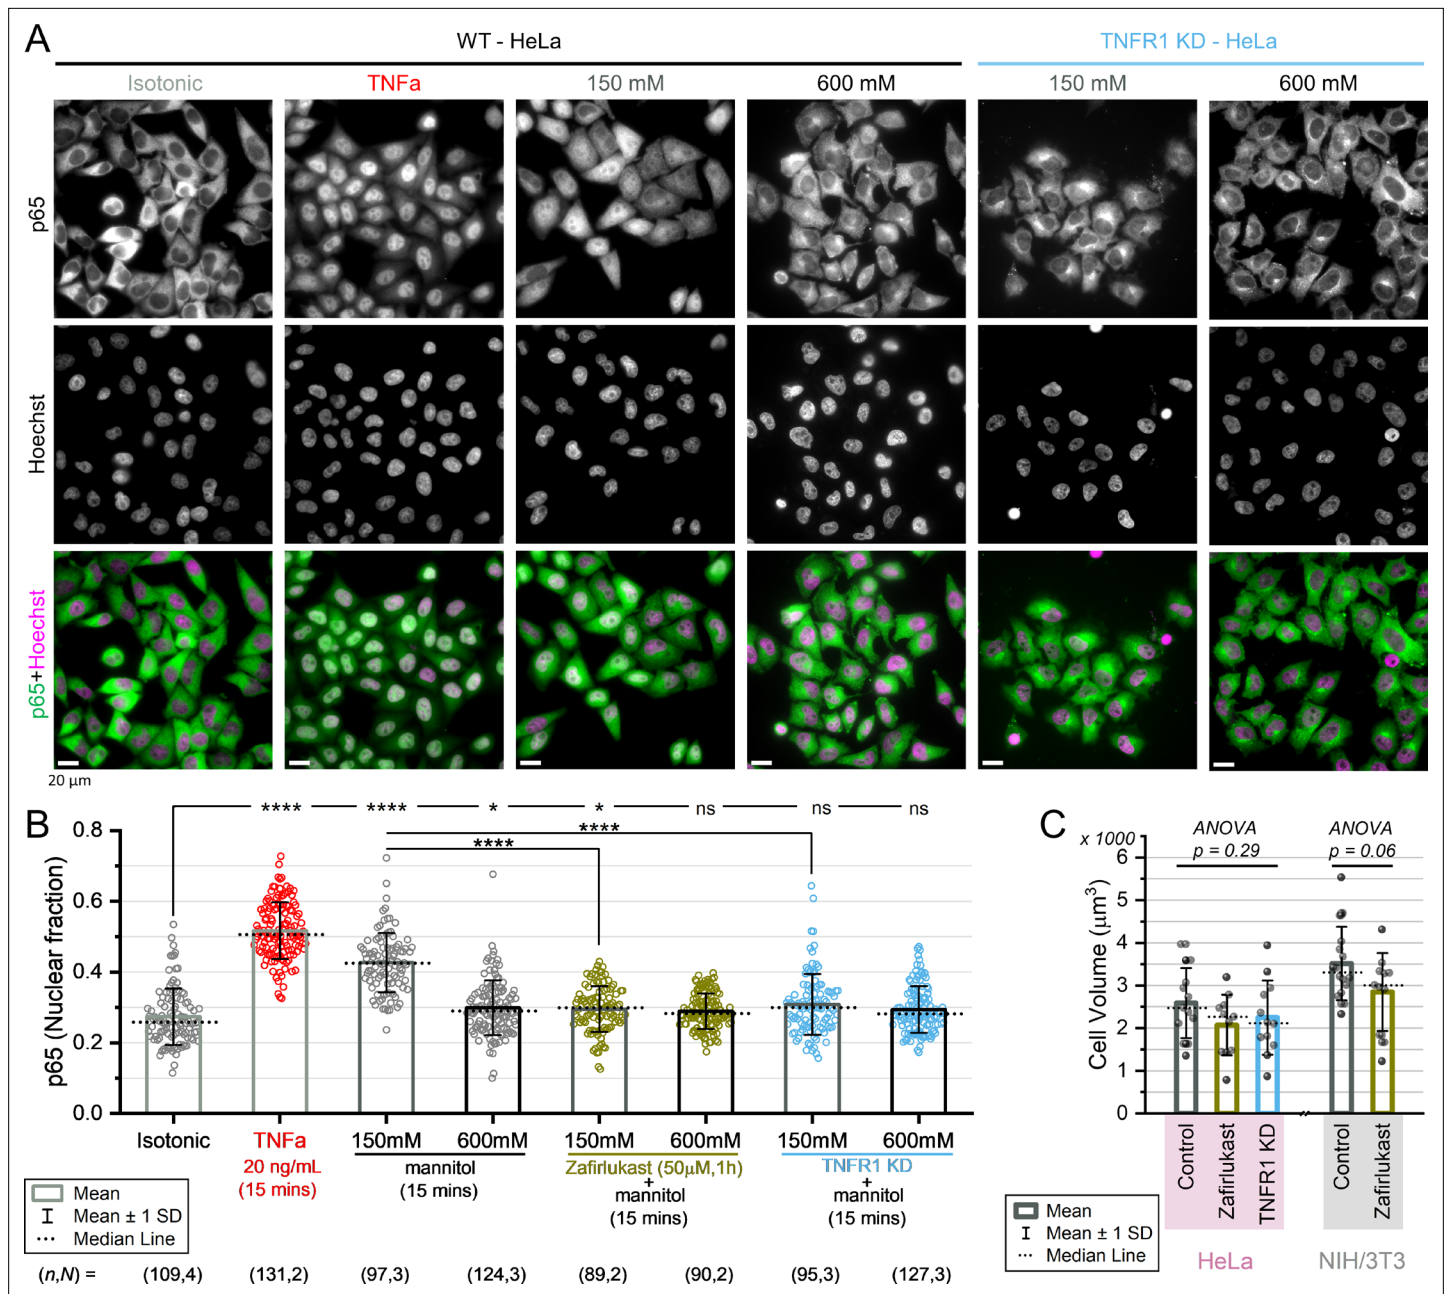 A
WT - HeLa
TNFR1 KD - HeLa
Isotonic
TNFa
150 mM
600 mM
150 mM
600 mM
p65
Hoechst
p65+Hoechst
20 µm
B
**** **** * * ns ns ns
****
****
p65 (Nuclear fraction)
0.8
0.6
0.4
0.2
0.0
Isotonic
TNFa
20 ng/mL
(15 mins)
150mM
600mM
mannitol
(15 mins)
150mM
600mM
Zafirlukast (50µM,1h)
+
mannitol
(15 mins)
150mM
600mM
TNFR1 KD
+
mannitol
(15 mins)
Mean
Mean ± 1 SD
Median Line
(n,N) =
(109,4)
(131,2)
(97,3)
(124,3)
(89,2)
(90,2)
(95,3)
(127,3)
C
x 1000
ANOVA
p = 0.29
ANOVA
p = 0.06
Cell Volume (µm³)
6
5
4
3
2
1
0
Control
Zafirlukast
TNFR1 KD
Control
Zafirlukast
HeLa
NIH/3T3
Mean
Mean ± 1 SD
Median Line